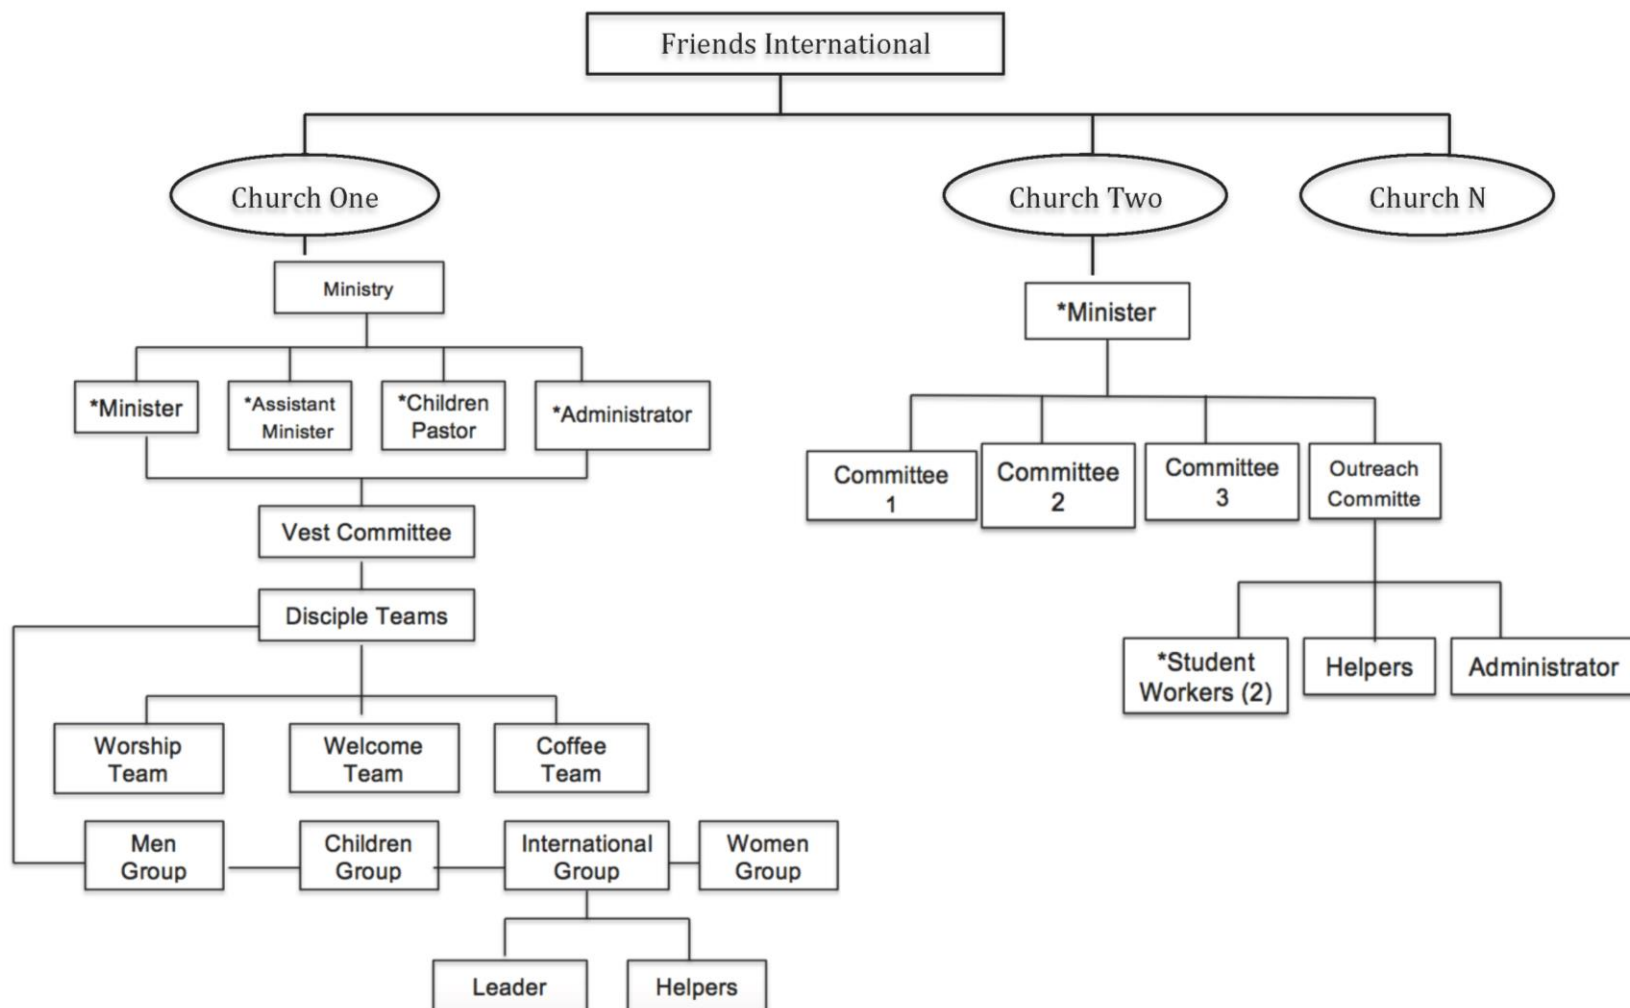 Friends International
Church One
Church Two
Church N
Ministry
*Minister
*Minister
*Assistant
Minister
*Children
Pastor
*Administrator
Committee
1
Committee
2
Committee
3
Outreach
Committe
Vest Committee
Disciple Teams
*Student
Workers (2)
Helpers
Administrator
Worship
Team
Welcome
Team
Coffee
Team
Men
Group
Children
Group
International
Group
Women
Group
Leader
Helpers